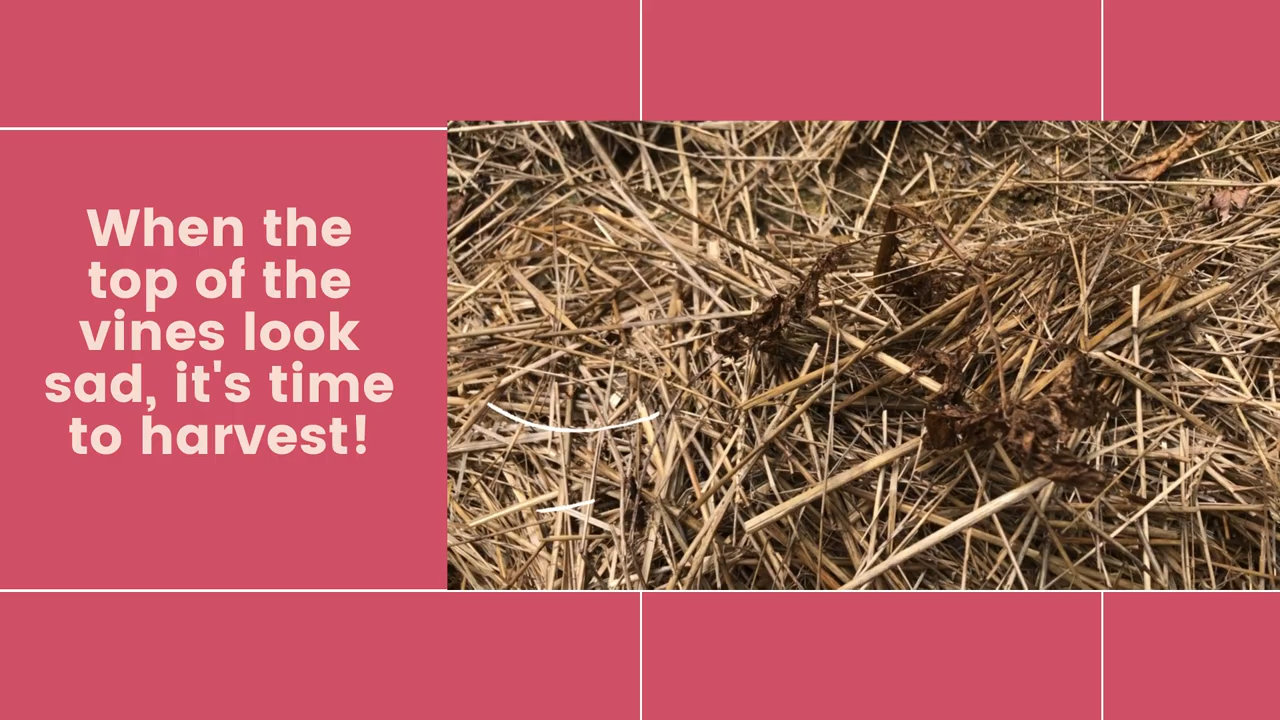 When the
top of the
vines look
sad, it's time
to harvest!